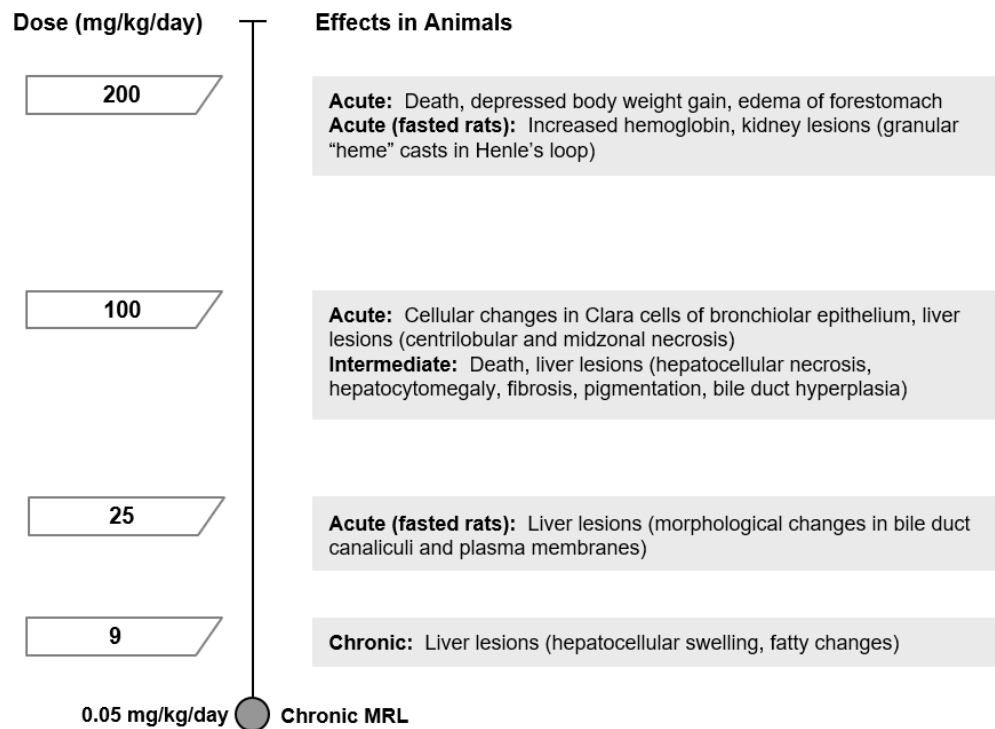 Dose (mg/kg/day)
Effects in Animals
200
Acute: Death, depressed body weight gain, edema of forestomach
Acute (fasted rats): Increased hemoglobin, kidney lesions (granular
“heme” casts in Henle’s loop)
100
Acute: Cellular changes in Clara cells of bronchiolar epithelium, liver
lesions (centrilobular and midzonal necrosis)
Intermediate: Death, liver lesions (hepatocellular necrosis,
hepatocytomegaly, fibrosis, pigmentation, bile duct hyperplasia)
25
Acute (fasted rats): Liver lesions (morphological changes in bile duct
canaliculi and plasma membranes)
9
Chronic: Liver lesions (hepatocellular swelling, fatty changes)
0.05 mg/kg/day
Chronic MRL